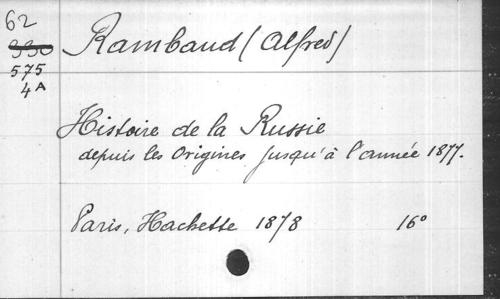 62
330
575
4A
Rambaud (Alfred)
Histoire de la Russie
depuis les Origines jusqu'à l'année 1877.
Paris, Hachette 1878 16°